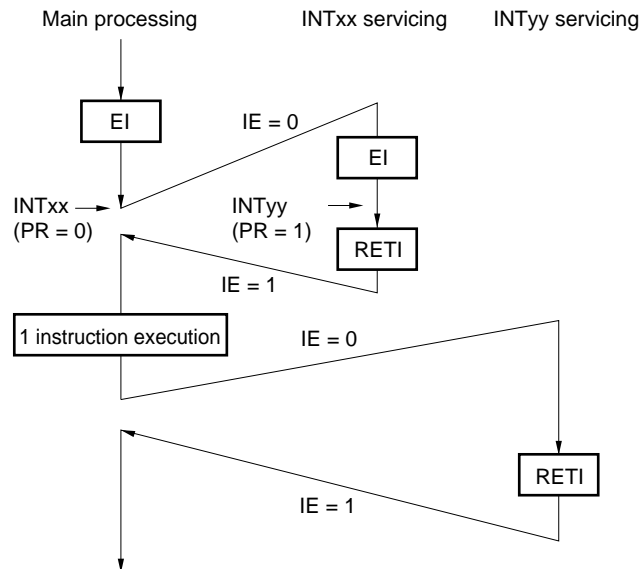 Main processing
INTxx servicing
INTyy servicing
EI
IE = 0
EI
INTxx
(PR = 0)
INTyy
(PR = 1)
RETI
IE = 1
1 instruction execution
IE = 0
RETI
IE = 1